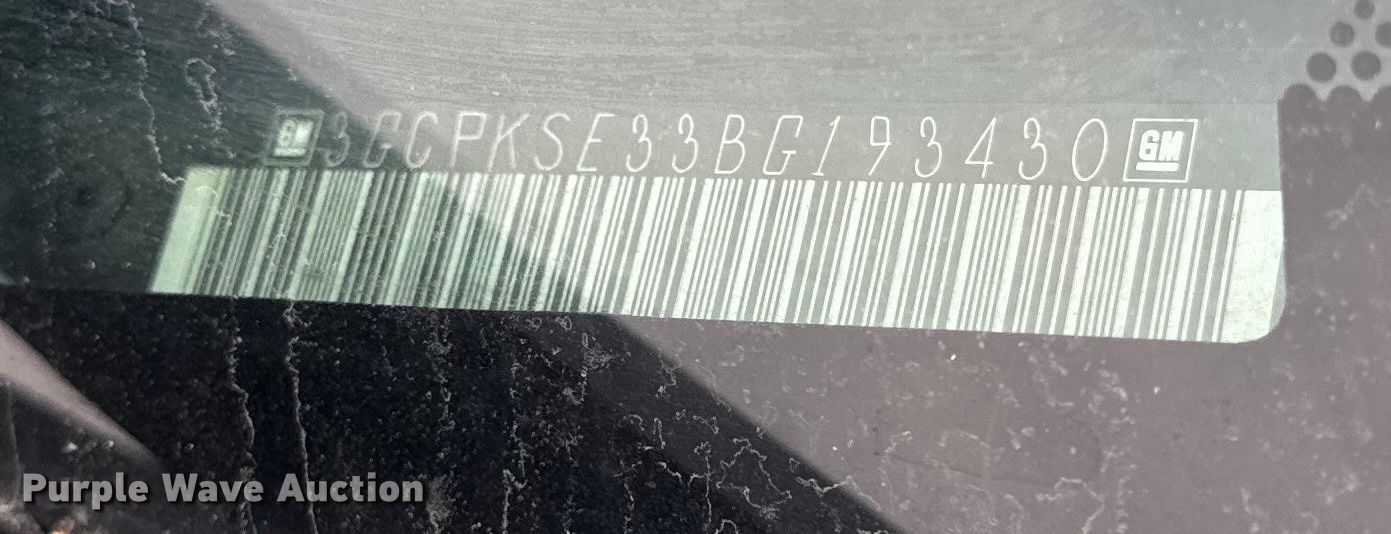 GM 3GCPKSE33BG193430 GM
Purple Wave Auction